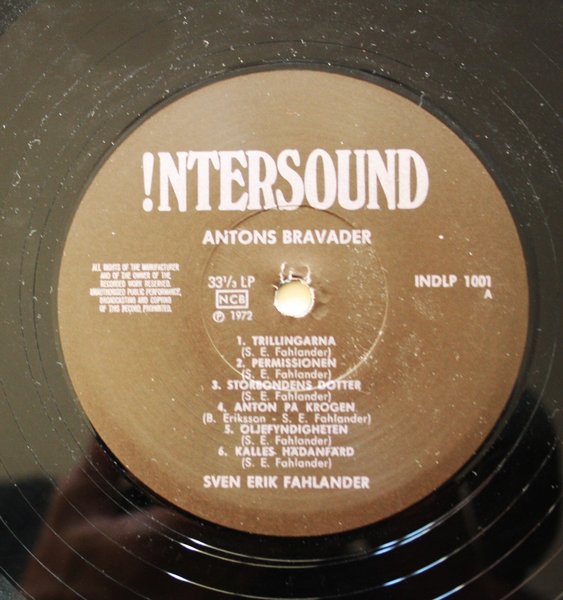 !NTERSOUND
ANTONS BRAVADER
ALL RIGHTS OF THE MANUFACTURER
AND OF THE OWNER OF THE
RECORDED WORK RESERVED.
UNAUTHORISED PUBLIC PERFORMANCE,
BROADCASTING AND COPYING
OF THIS RECORD PROHIBITED.
33⅓ LP
NCB
Ⓟ 1972
INDLP 1001
A
1. TRILLINGARNA
(S. E. Fahlander)
2. PERMISSIONEN
(S. E. Fahlander)
3. STORBONDENS DOTTER
(S. E. Fahlander)
4. ANTON PÅ KROGEN
(B. Eriksson - S. E. Fahlander)
5. OLJEFYNDIGHETEN
(S. E. Fahlander)
6. KALLES HÄDANFÄRD
(S. E. Fahlander)
SVEN ERIK FAHLANDER